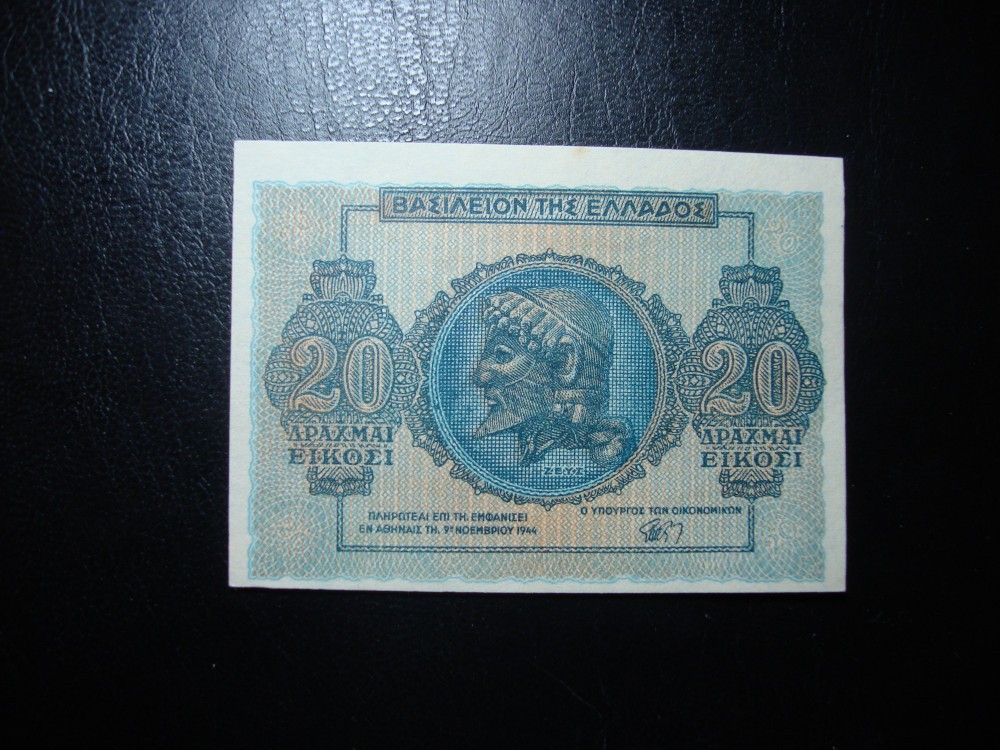 ΒΑΣΙΛΕΙΟΝ ΤΗΣ ΕΛΛΑΔΟΣ
20
ΔΡΑΧΜΑΙ
ΕΙΚΟΣΙ
20
ΔΡΑΧΜΑΙ
ΕΙΚΟΣΙ
ΖΕΥΣ
ΠΛΗΡΩΤΕΑΙ ΕΠΙ ΤΗ, ΕΜΦΑΝΙΣΕΙ
ΕΝ ΑΘΗΝΑΙΣ ΤΗ, 9ῃ ΝΟΕΜΒΡΙΟΥ 1944
Ο ΥΠΟΥΡΓΟΣ ΤΩΝ ΟΙΚΟΝΟΜΙΚΩΝ